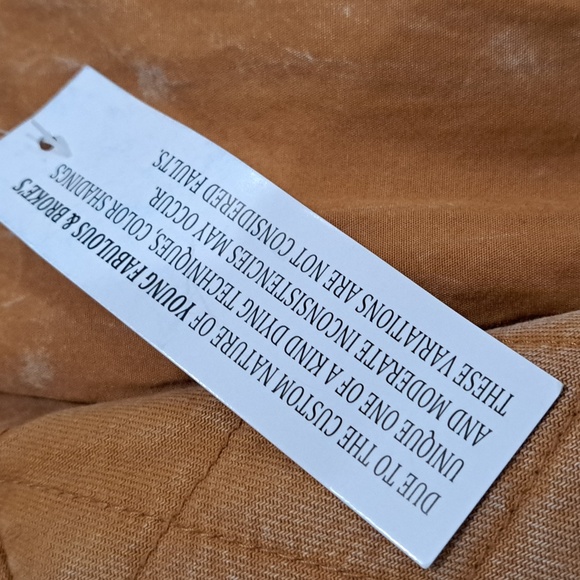 DUE TO THE CUSTOM NATURE OF YOUNG FABULOUS & BROKE'S
UNIQUE ONE OF A KIND DYING TECHNIQUES, COLOR SHADINGS
AND MODERATE INCONSISTENCIES MAY OCCUR.
THESE VARIATIONS ARE NOT CONSIDERED FAULTS.